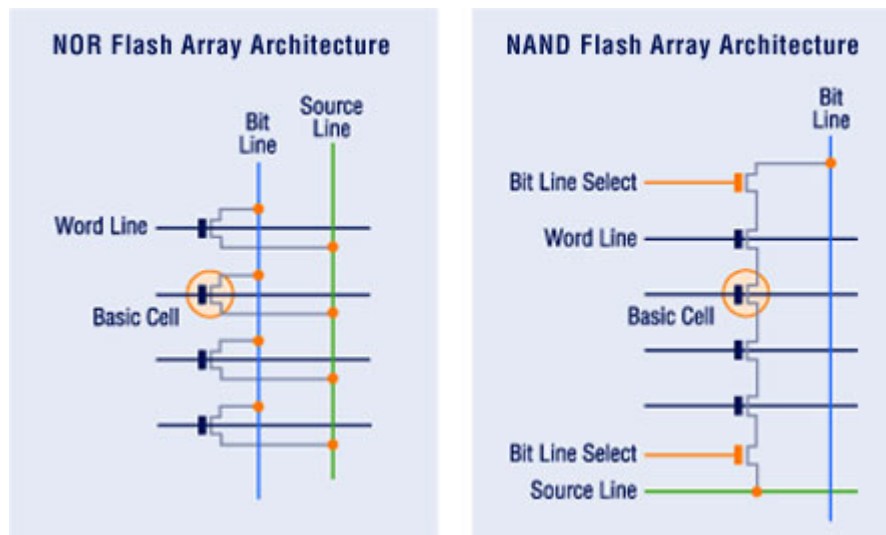 NOR Flash Array Architecture
Bit
Line
Source
Line
Word Line
Basic Cell
NAND Flash Array Architecture
Bit
Line
Bit Line Select
Word Line
Basic Cell
Bit Line Select
Source Line